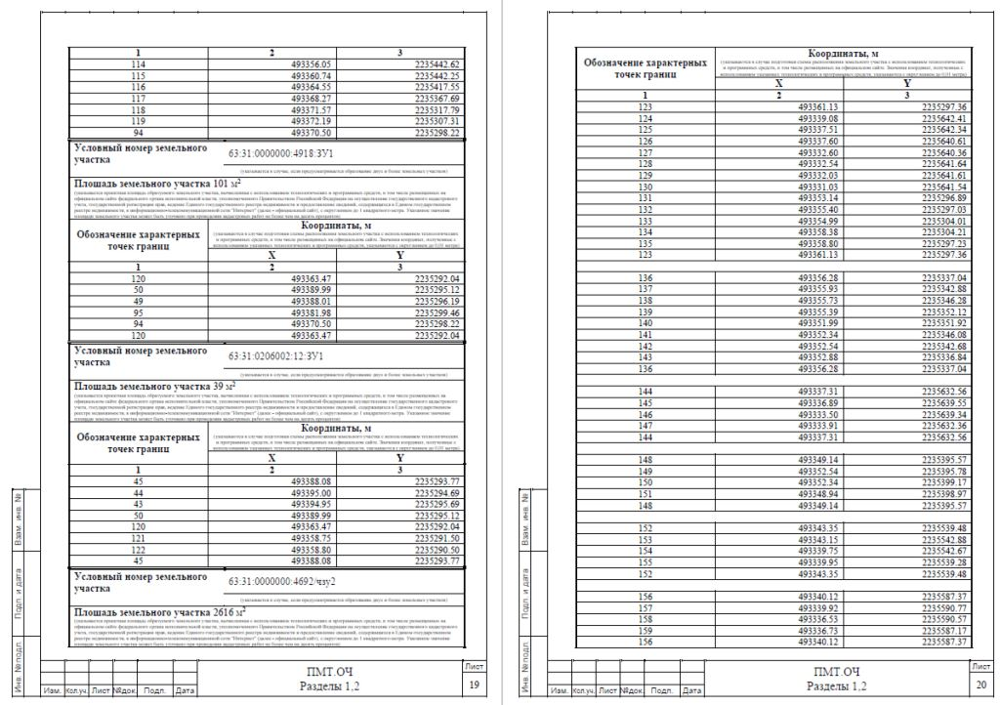 1 2 3
114 493356.05 2235442.62
115 493360.74 2235442.25
116 493364.55 2235417.55
117 493368.27 2235367.69
118 493371.57 2235317.79
119 493372.19 2235307.31
94 493370.50 2235298.22
Условный номер земельного участка 63:31:0000000:4918:ЗУ1
(указывается в случае, если предусматривается образование двух и более земельных участков)
Площадь земельного участка 101 м²
Обозначение характерных точек границ
Координаты, м
X Y
1 2 3
120 493363.47 2235292.04
50 493389.99 2235295.12
49 493388.01 2235296.19
95 493381.98 2235299.46
94 493370.50 2235298.22
120 493363.47 2235292.04
Условный номер земельного участка 63:31:0206002:12:ЗУ1
(указывается в случае, если предусматривается образование двух и более земельных участков)
Площадь земельного участка 39 м²
Обозначение характерных точек границ
Координаты, м
X Y
1 2 3
45 493388.08 2235293.77
44 493395.00 2235294.69
43 493394.95 2235295.69
50 493389.99 2235295.12
120 493363.47 2235292.04
121 493358.75 2235291.50
122 493358.80 2235290.50
45 493388.08 2235293.77
Условный номер земельного участка 63:31:0000000:4692/чзу2
(указывается в случае, если предусматривается образование двух и более земельных участков)
Площадь земельного участка 2616 м²
Взам. инв. №
Подп. и дата
Инв. № подл.
Изм. Кол.уч. Лист №док. Подп. Дата
ПМТ.ОЧ
Разделы 1,2
Лист
19
Обозначение характерных точек границ
Координаты, м
X Y
1 2 3
123 493361.13 2235297.36
124 493339.08 2235642.41
125 493337.51 2235642.34
126 493337.60 2235640.61
127 493332.60 2235640.36
128 493332.54 2235641.64
129 493332.03 2235641.61
130 493331.03 2235641.54
131 493353.14 2235296.89
132 493355.40 2235297.03
133 493354.99 2235304.01
134 493358.38 2235304.21
135 493358.80 2235297.23
123 493361.13 2235297.36
136 493356.28 2235337.04
137 493355.93 2235342.88
138 493355.73 2235346.28
139 493355.39 2235352.12
140 493351.99 2235351.92
141 493352.34 2235346.08
142 493352.54 2235342.68
143 493352.88 2235336.84
136 493356.28 2235337.04
144 493337.31 2235632.56
145 493336.89 2235639.55
146 493333.50 2235639.34
147 493333.91 2235632.36
144 493337.31 2235632.56
148 493349.14 2235395.57
149 493352.54 2235395.78
150 493352.34 2235399.17
151 493348.94 2235398.97
148 493349.14 2235395.57
152 493343.35 2235539.48
153 493343.15 2235542.88
154 493339.75 2235542.67
155 493339.95 2235539.28
152 493343.35 2235539.48
156 493340.12 2235587.37
157 493339.92 2235590.77
158 493336.53 2235590.57
159 493336.73 2235587.17
156 493340.12 2235587.37
Взам. инв. №
Подп. и дата
Инв. № подл.
Изм. Кол.уч. Лист №док. Подп. Дата
ПМТ.ОЧ
Разделы 1,2
Лист
20